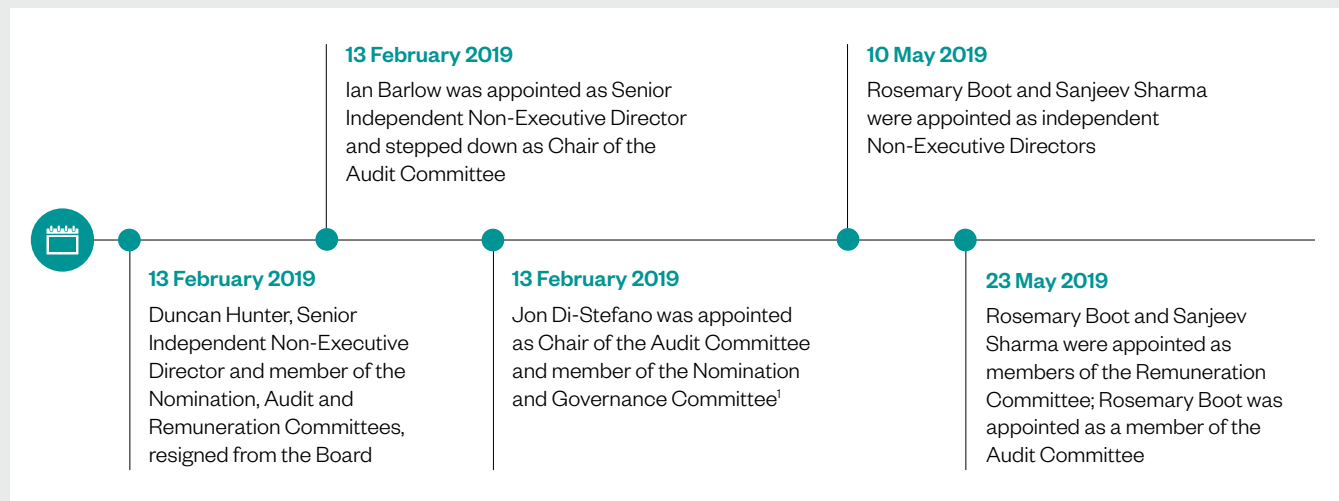 13 February 2019
Ian Barlow was appointed as Senior
Independent Non-Executive Director
and stepped down as Chair of the
Audit Committee
10 May 2019
Rosemary Boot and Sanjeev Sharma
were appointed as independent
Non-Executive Directors
13 February 2019
Duncan Hunter, Senior
Independent Non-Executive
Director and member of the
Nomination, Audit and
Remuneration Committees,
resigned from the Board
13 February 2019
Jon Di-Stefano was appointed
as Chair of the Audit Committee
and member of the Nomination
and Governance Committee¹
23 May 2019
Rosemary Boot and Sanjeev
Sharma were appointed as
members of the Remuneration
Committee; Rosemary Boot was
appointed as a member of the
Audit Committee